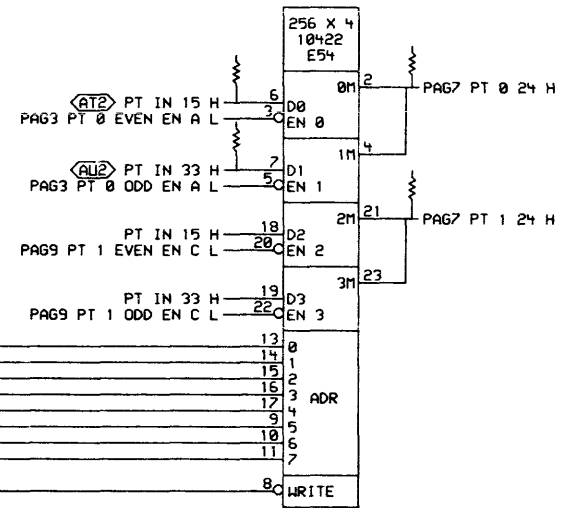 256 X 4
10422
E54
<AT2> PT IN 15 H 6 D0 0M 2 PAG7 PT 0 24 H
PAG3 PT 0 EVEN EN A L 3 EN 0
1M 4
<AU2> PT IN 33 H 7 D1
PAG3 PT 0 ODD EN A L 5 EN 1
2M 21 PAG7 PT 1 24 H
PT IN 15 H 18 D2
PAG9 PT 1 EVEN EN C L 20 EN 2
3M 23
PT IN 33 H 19 D3
PAG9 PT 1 ODD EN C L 22 EN 3
13 0
14 1
15 2
16 3
17 4 ADR
9 5
10 6
11 7
8 WRITE